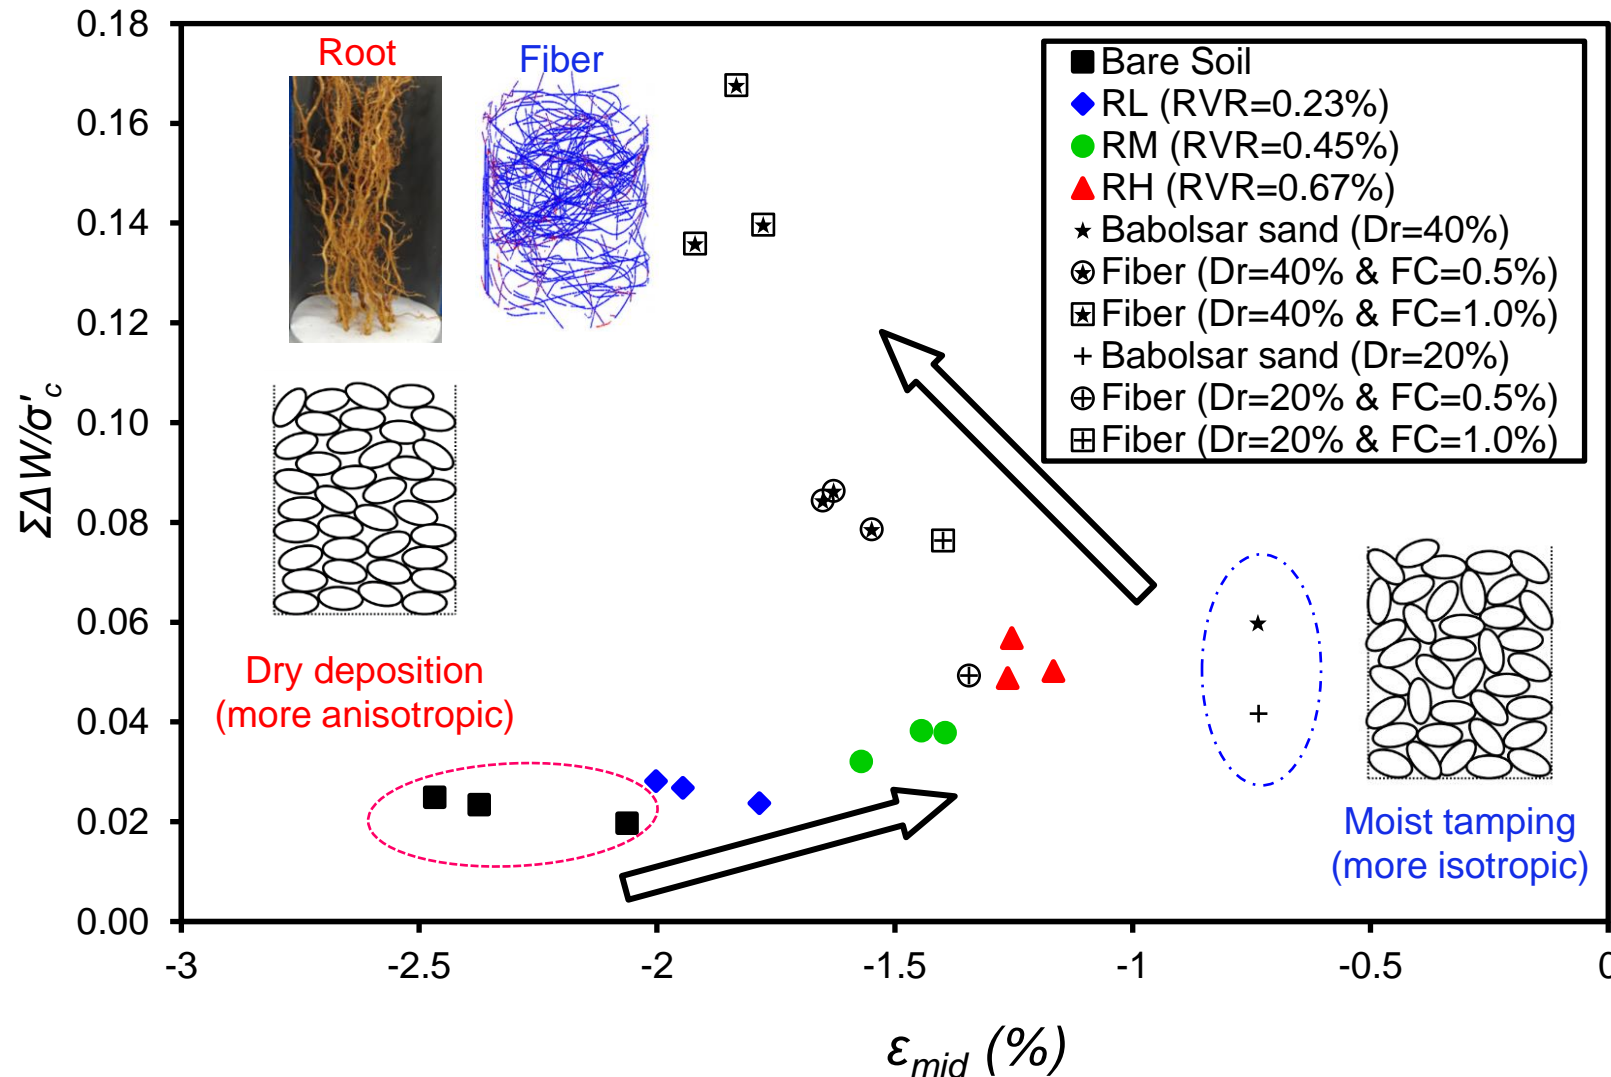 0.18
0.16
0.14
0.12
0.10
0.08
0.06
0.04
0.02
0.00
ΣΔW/σ'c
Root
Fiber
Bare Soil
RL (RVR=0.23%)
RM (RVR=0.45%)
RH (RVR=0.67%)
Babolsar sand (Dr=40%)
Fiber (Dr=40% & FC=0.5%)
Fiber (Dr=40% & FC=1.0%)
Babolsar sand (Dr=20%)
Fiber (Dr=20% & FC=0.5%)
Fiber (Dr=20% & FC=1.0%)
Dry deposition
(more anisotropic)
Moist tamping
(more isotropic)
-3 -2.5 -2 -1.5 -1 -0.5 0
εmid (%)